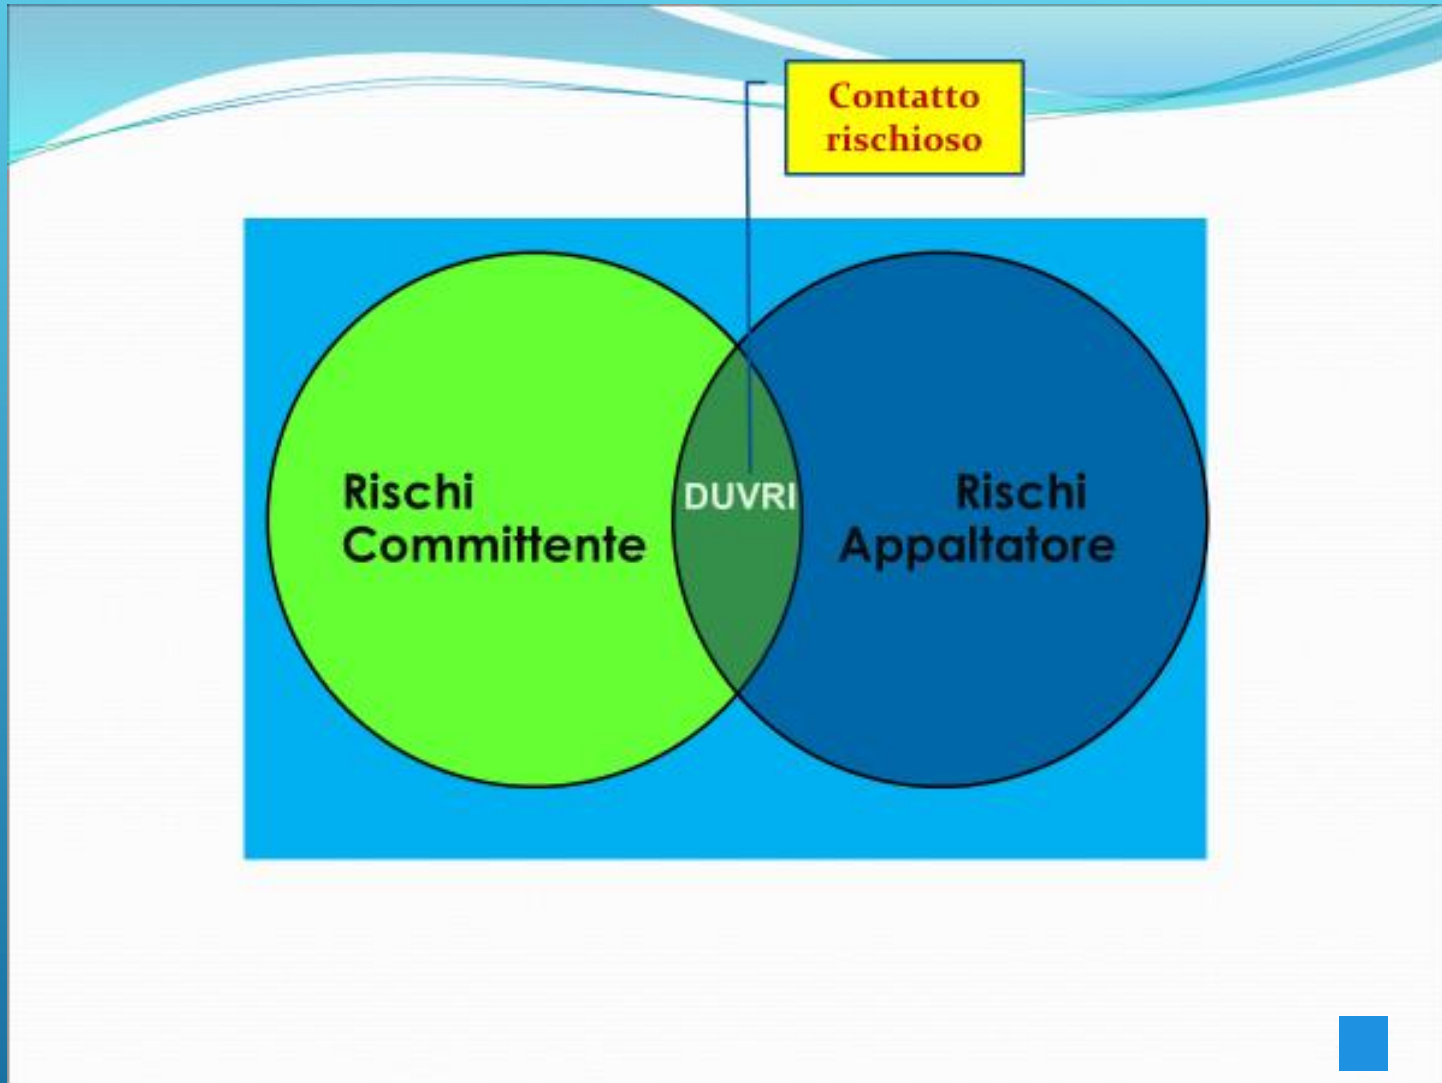 Contatto
rischioso
Rischi
Committente
DUVRI
Rischi
Appaltatore